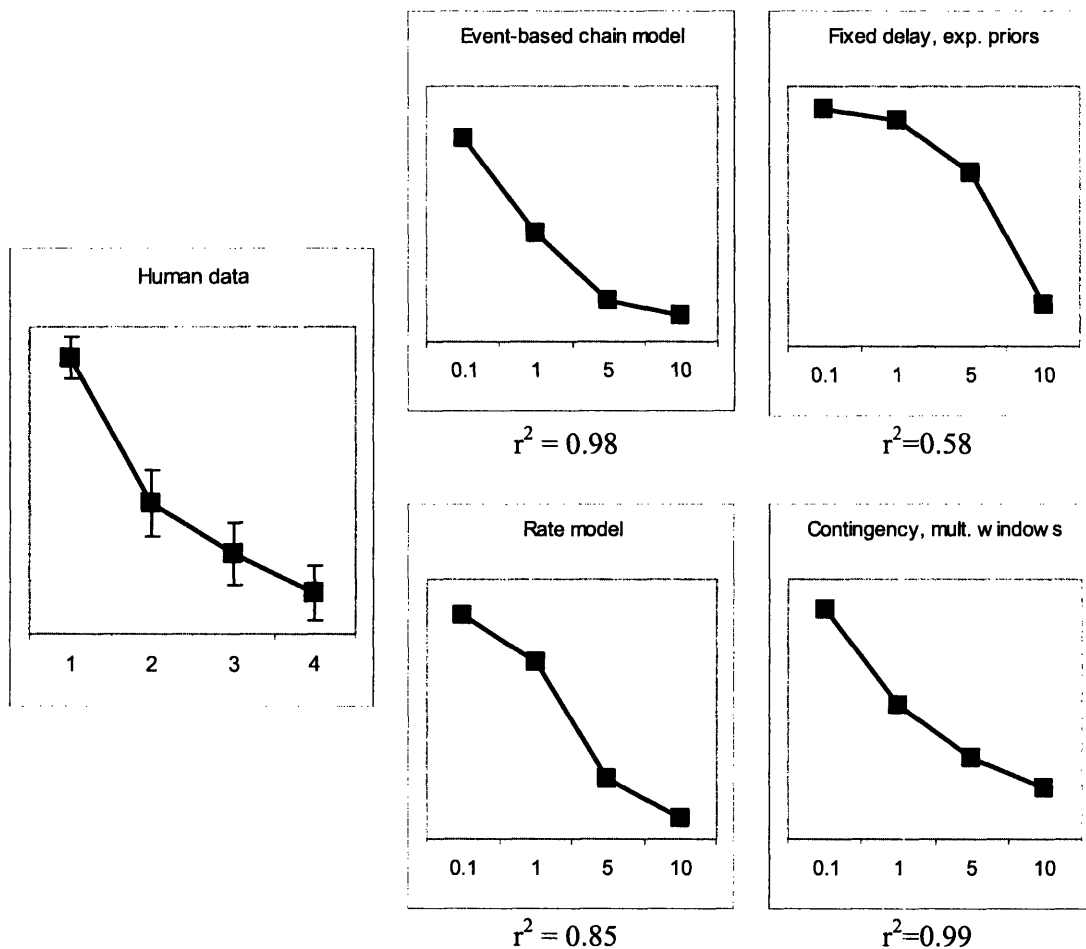 Human data
1 2 3 4
Event-based chain model
0.1 1 5 10
r² = 0.98
Fixed delay, exp. priors
0.1 1 5 10
r²=0.58
Rate model
0.1 1 5 10
r² = 0.85
Contingency, mult. windows
0.1 1 5 10
r²=0.99